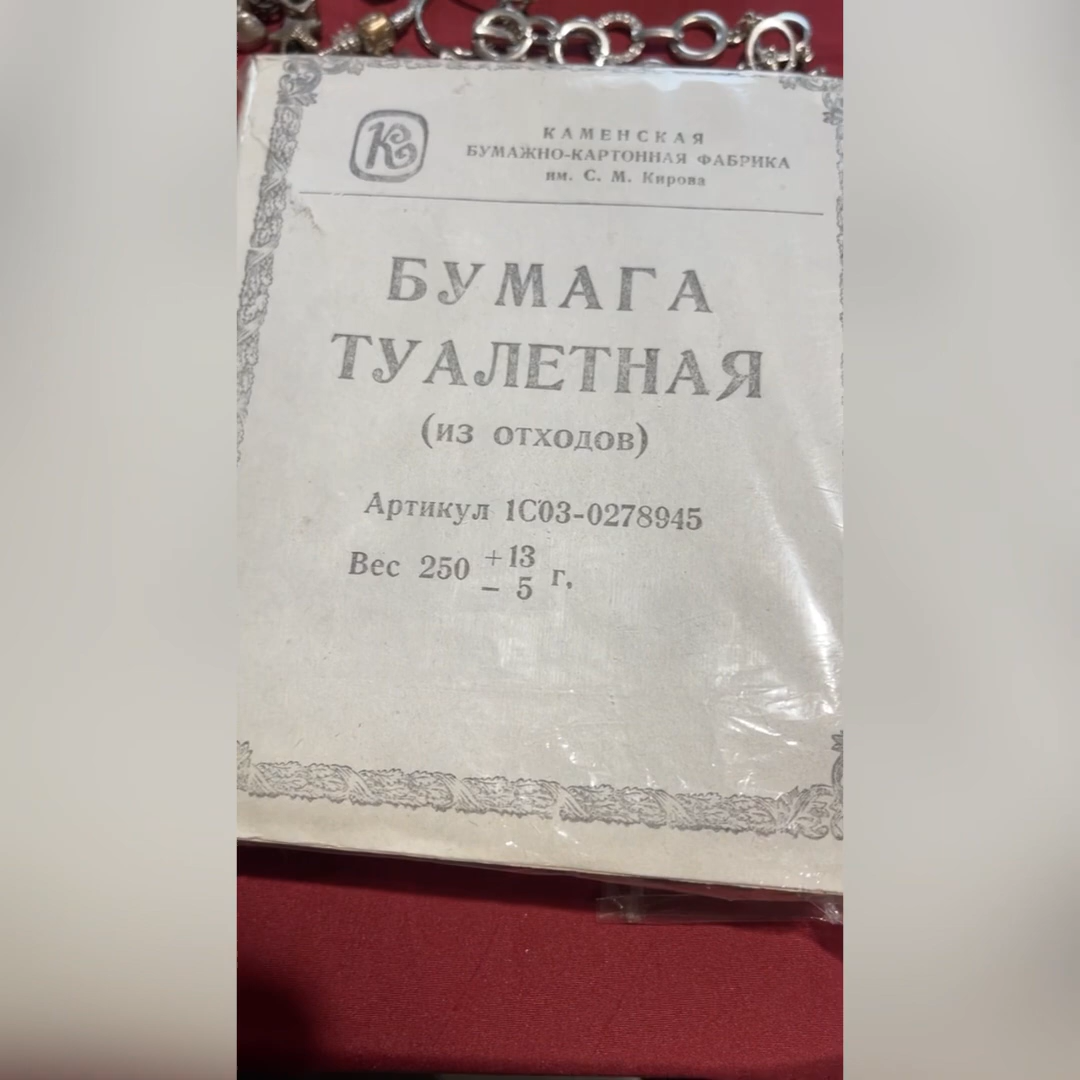 К
КАМЕНСКАЯ
БУМАЖНО-КАРТОННАЯ ФАБРИКА
им. С. М. Кирова
БУМАГА
ТУАЛЕТНАЯ
(из отходов)
Артикул 1С03-0278945
Вес 250 +13 г.
− 5